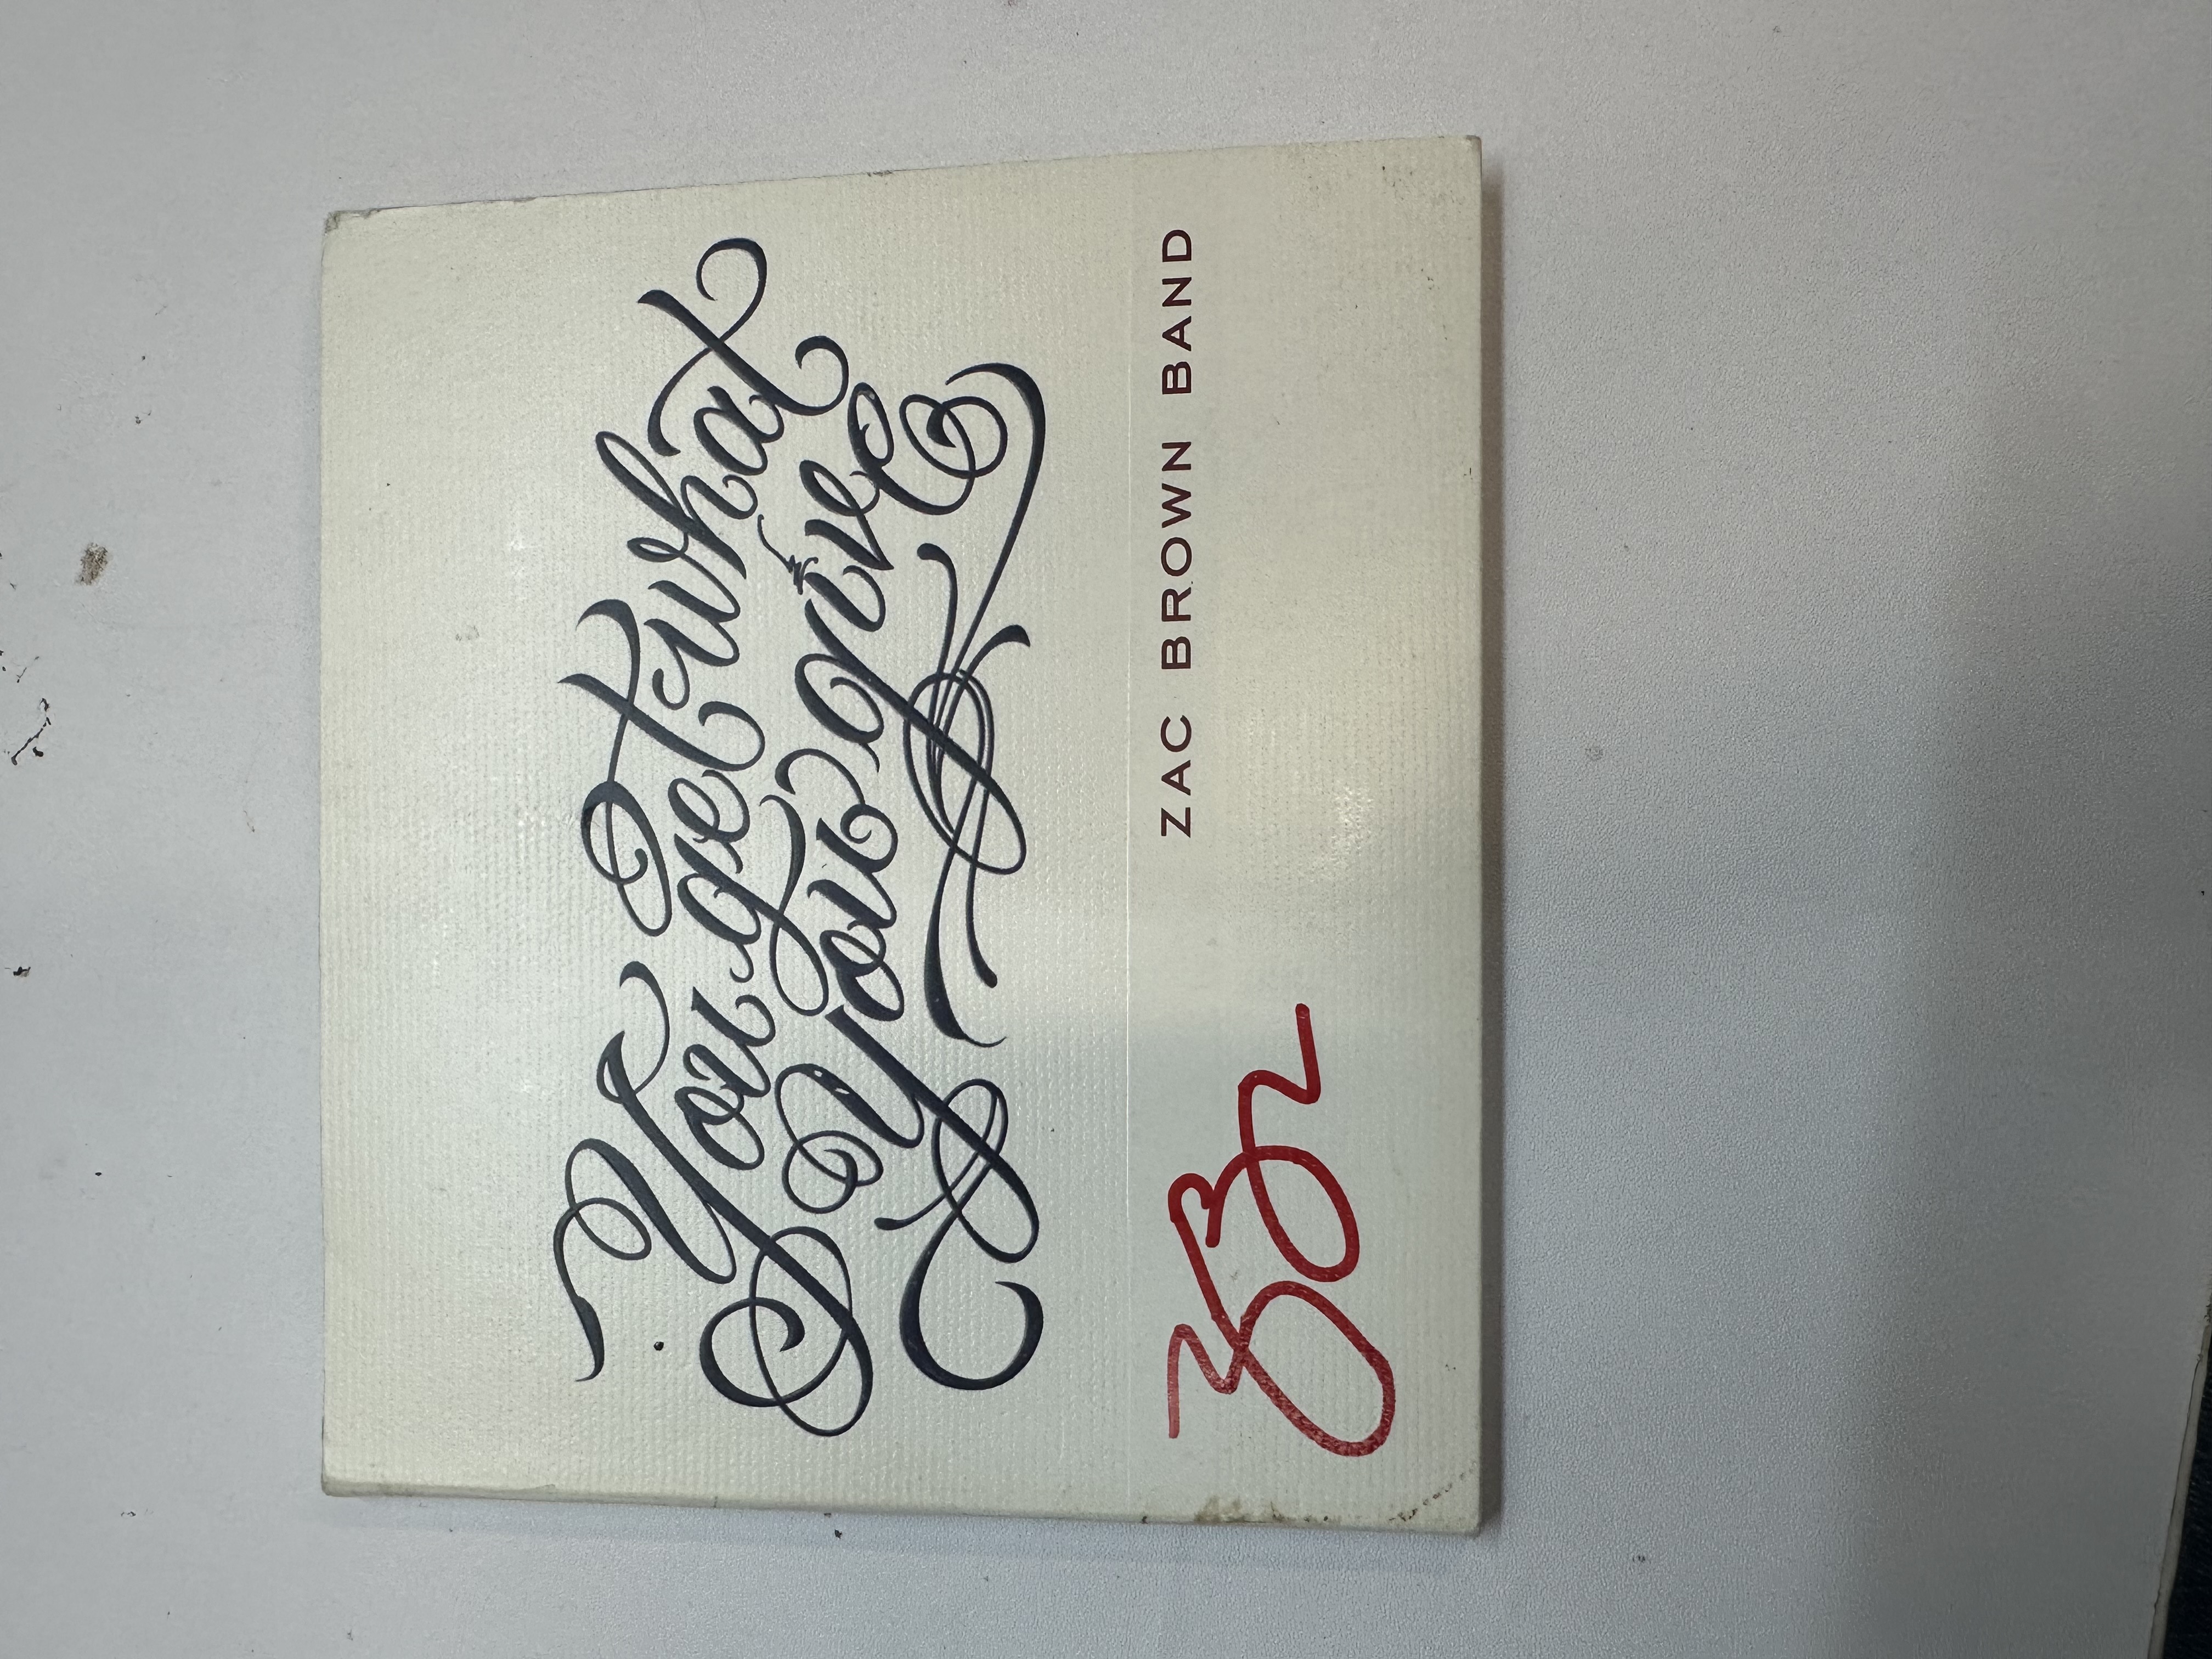 You get what
You give
ZAC BROWN BAND